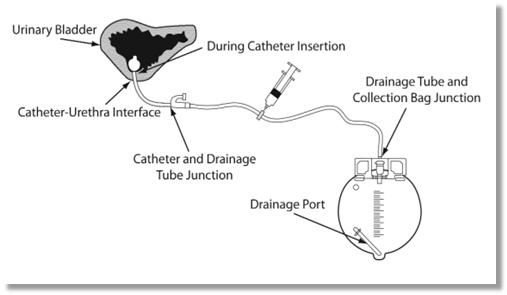 Urinary Bladder
During Catheter Insertion
Drainage Tube and
Collection Bag Junction
Catheter-Urethra Interface
Catheter and Drainage
Tube Junction
Drainage Port